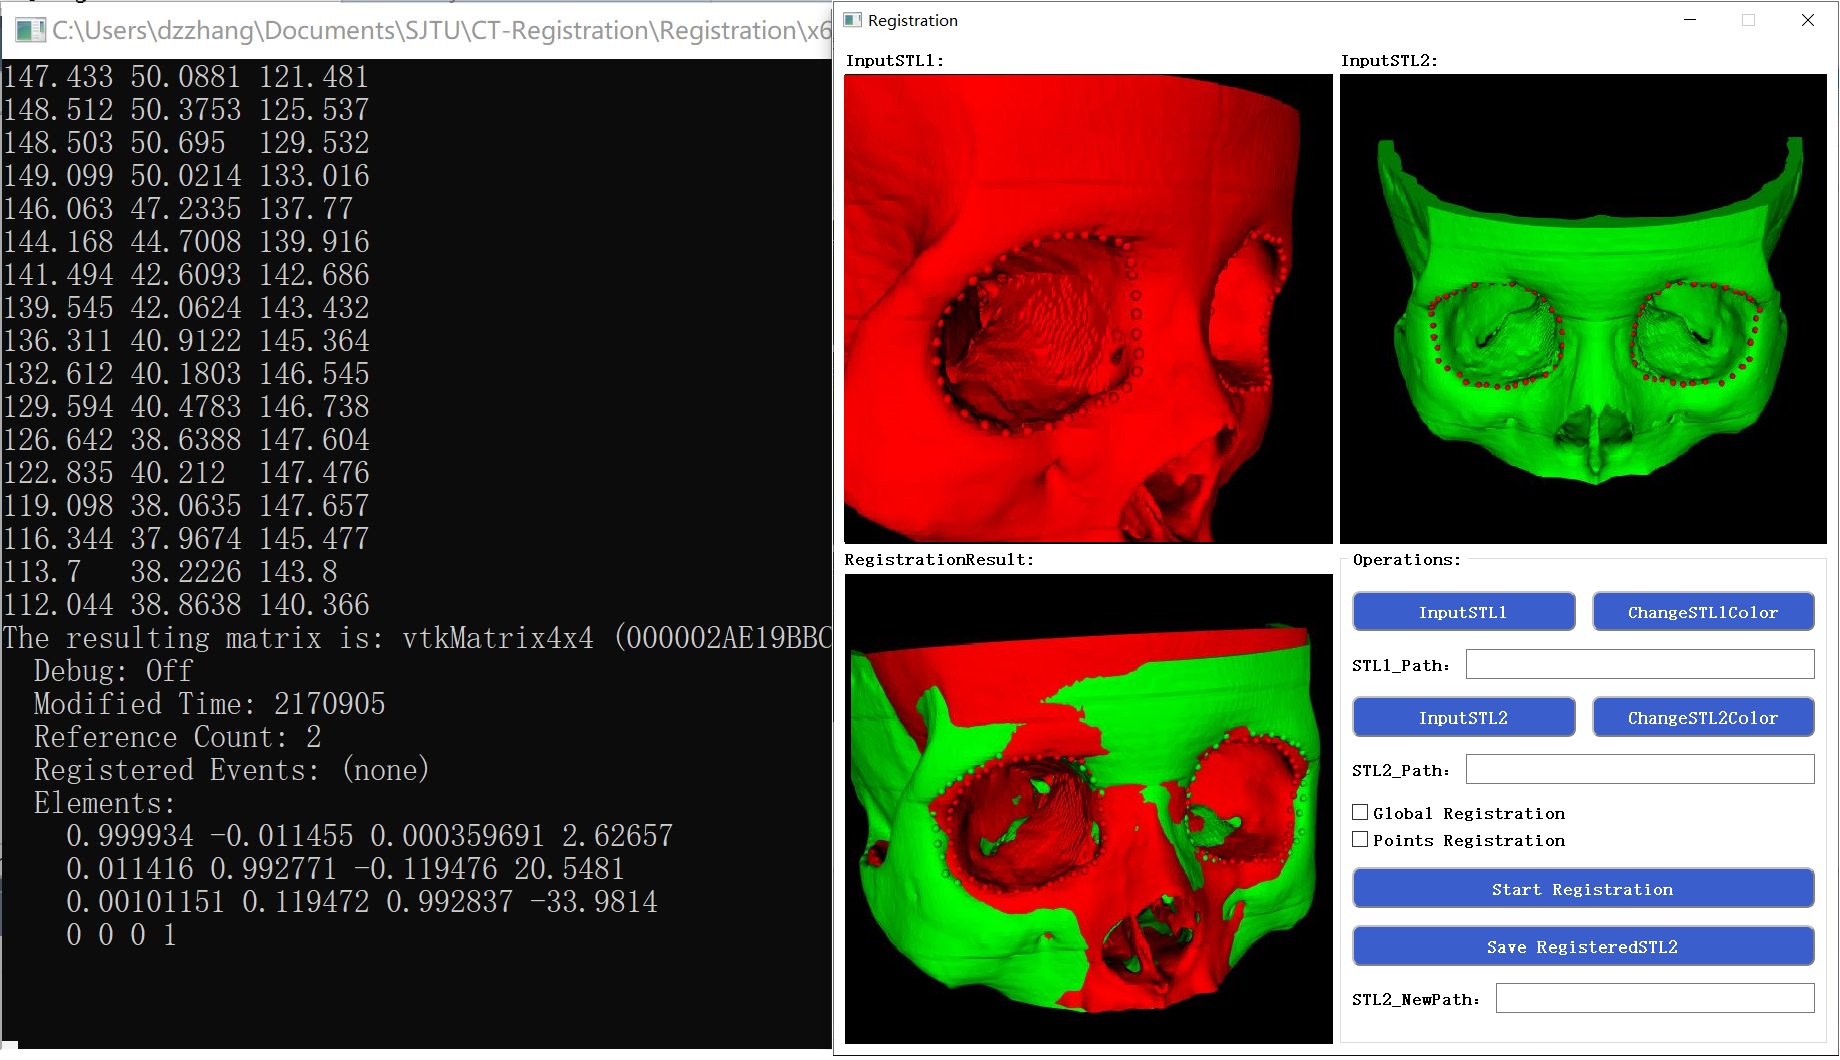 C:\Users\dzzhang\Documents\SJTU\CT-Registration\Registration\x6
147.433 50.0881 121.481
148.512 50.3753 125.537
148.503 50.695 129.532
149.099 50.0214 133.016
146.063 47.2335 137.77
144.168 44.7008 139.916
141.494 42.6093 142.686
139.545 42.0624 143.432
136.311 40.9122 145.364
132.612 40.1803 146.545
129.594 40.4783 146.738
126.642 38.6388 147.604
122.835 40.212 147.476
119.098 38.0635 147.657
116.344 37.9674 145.477
113.7 38.2226 143.8
112.044 38.8638 140.366
The resulting matrix is: vtkMatrix4x4 (000002AE19BBC
Debug: Off
Modified Time: 2170905
Reference Count: 2
Registered Events: (none)
Elements:
0.999934 -0.011455 0.000359691 2.62657
0.011416 0.992771 -0.119476 20.5481
0.00101151 0.119472 0.992837 -33.9814
0 0 0 1
Registration
InputSTL1:
InputSTL2:
RegistrationResult:
Operations:
InputSTL1
ChangeSTL1Color
STL1_Path:
InputSTL2
ChangeSTL2Color
STL2_Path:
Global Registration
Points Registration
Start Registration
Save RegisteredSTL2
STL2_NewPath: